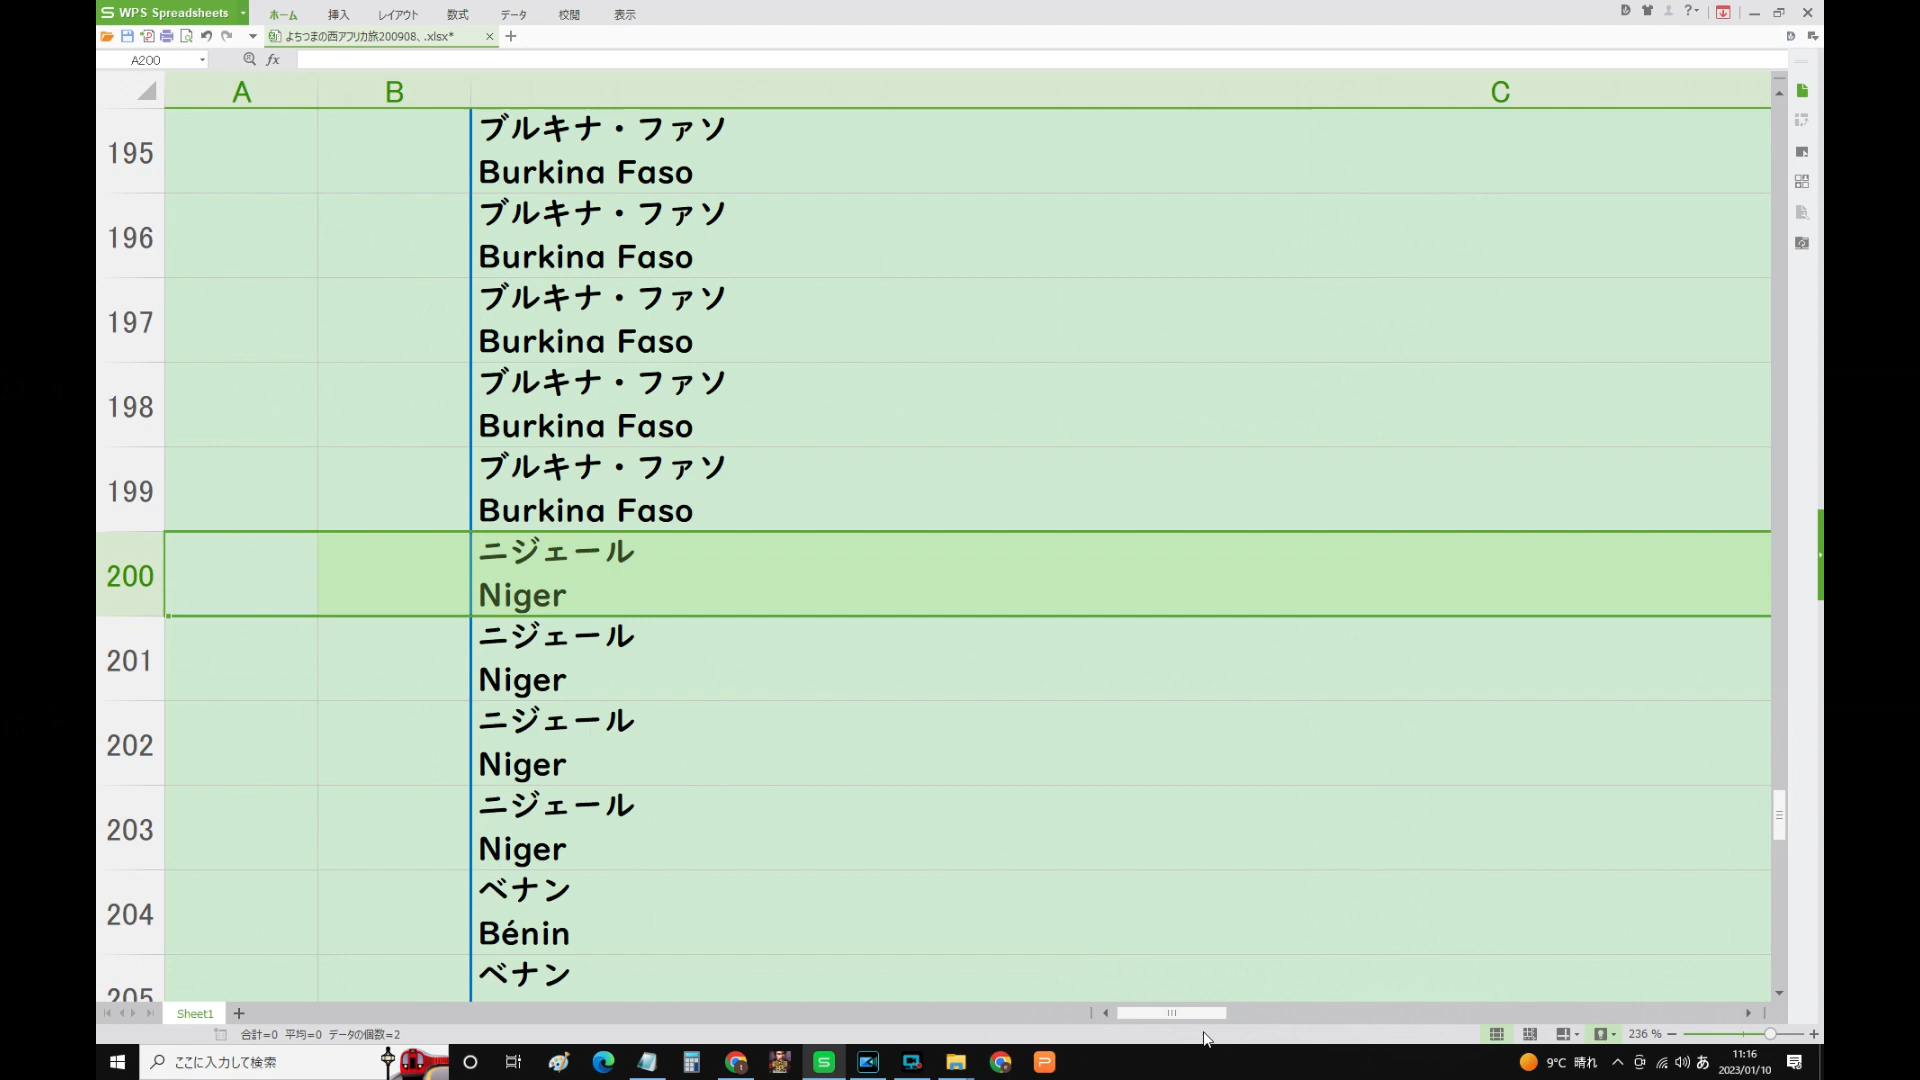 WPS Spreadsheets
ホーム
挿入
レイアウト
数式
データ
校閲
表示
よちつまの西アフリカ旅200908、.xlsx*
A200
fx
A
B
C
195
ブルキナ・ファソ
Burkina Faso
196
ブルキナ・ファソ
Burkina Faso
197
ブルキナ・ファソ
Burkina Faso
198
ブルキナ・ファソ
Burkina Faso
199
ブルキナ・ファソ
Burkina Faso
200
ニジェール
Niger
201
ニジェール
Niger
202
ニジェール
Niger
203
ニジェール
Niger
204
ベナン
Bénin
205
ベナン
Sheet1
合計=0 平均=0 データの個数=2
236 %
ここに入力して検索
9°C 晴れ
あ
11:16
2023/01/10